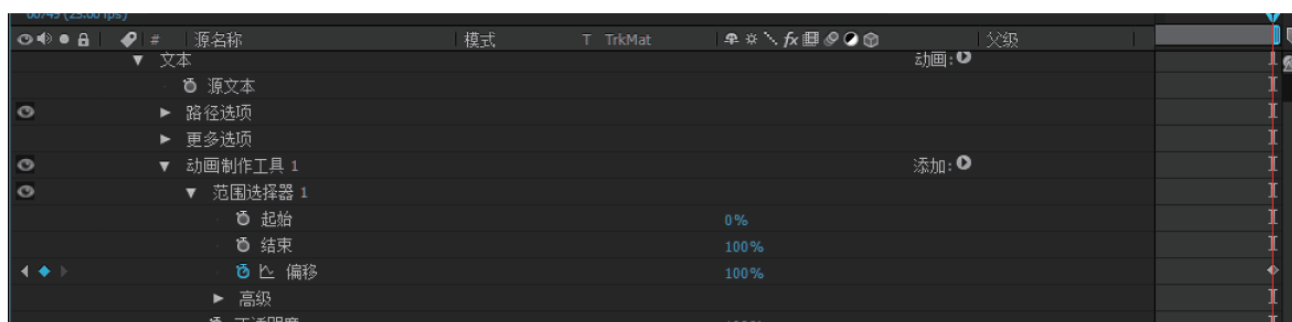 # 源名称 模式 T TrkMat fx 父级
文本 动画:
源文本
路径选项
更多选项
动画制作工具 1 添加:
范围选择器 1
起始 0%
结束 100%
偏移 100%
高级